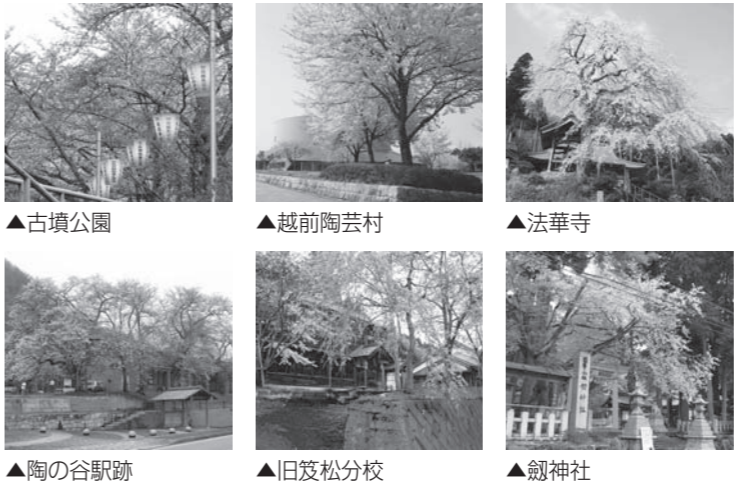 ▲古墳公園
▲越前陶芸村
▲法華寺
▲陶の谷駅跡
▲旧笈松分校
▲劔神社